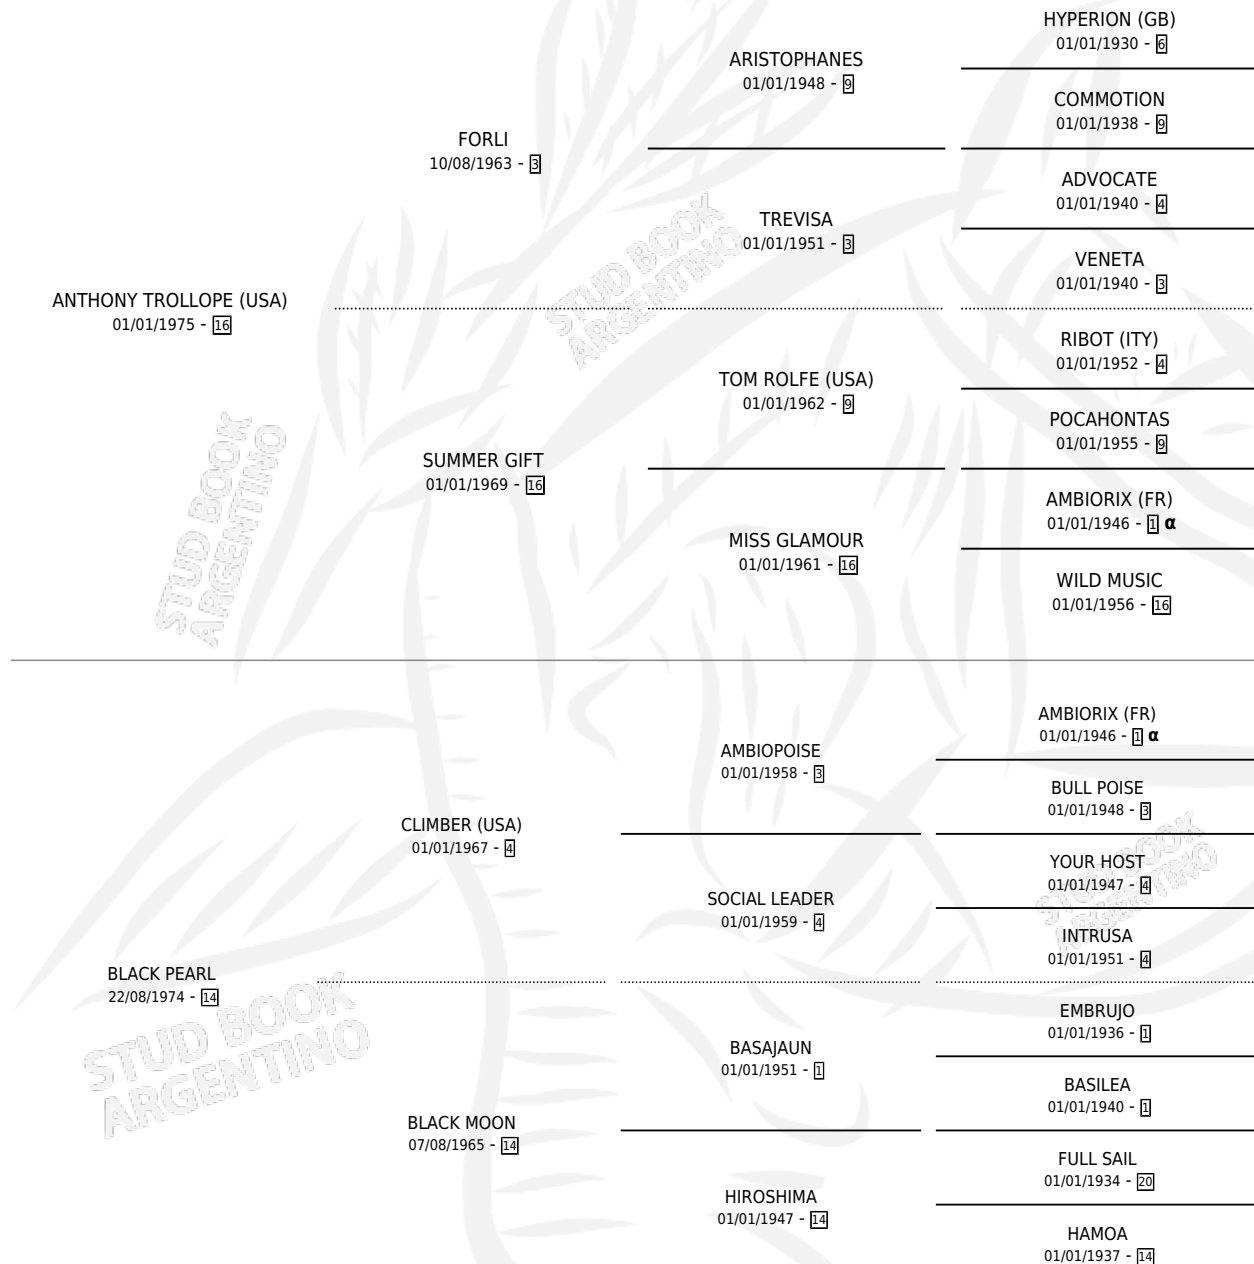 HYPERION (GB)
01/01/1930 - 6
ARISTOPHANES
01/01/1948 - 9
COMMOTION
01/01/1938 - 9
FORLI
10/08/1963 - 3
ADVOCATE
01/01/1940 - 4
TREVISA
01/01/1951 - 3
VENETA
01/01/1940 - 3
ANTHONY TROLLOPE (USA)
01/01/1975 - 16
RIBOT (ITY)
01/01/1952 - 4
TOM ROLFE (USA)
01/01/1962 - 9
POCAHONTAS
01/01/1955 - 9
SUMMER GIFT
01/01/1969 - 16
AMBIORIX (FR)
01/01/1946 - 1 α
MISS GLAMOUR
01/01/1961 - 16
WILD MUSIC
01/01/1956 - 16
AMBIORIX (FR)
01/01/1946 - 1 α
AMBIOPOISE
01/01/1958 - 3
BULL POISE
01/01/1948 - 3
CLIMBER (USA)
01/01/1967 - 4
YOUR HOST
01/01/1947 - 4
SOCIAL LEADER
01/01/1959 - 4
INTRUSA
01/01/1951 - 4
BLACK PEARL
22/08/1974 - 14
EMBRUJO
01/01/1936 - 1
BASAJAUN
01/01/1951 - 1
BASILEA
01/01/1940 - 1
BLACK MOON
07/08/1965 - 14
FULL SAIL
01/01/1934 - 20
HIROSHIMA
01/01/1947 - 14
HAMOA
01/01/1937 - 14
STUD BOOK
ARGENTINO
STUD BOOK
ARGENTINO
STUD BOOK
ARGENTINO
STUD BOOK
ARGENTINO